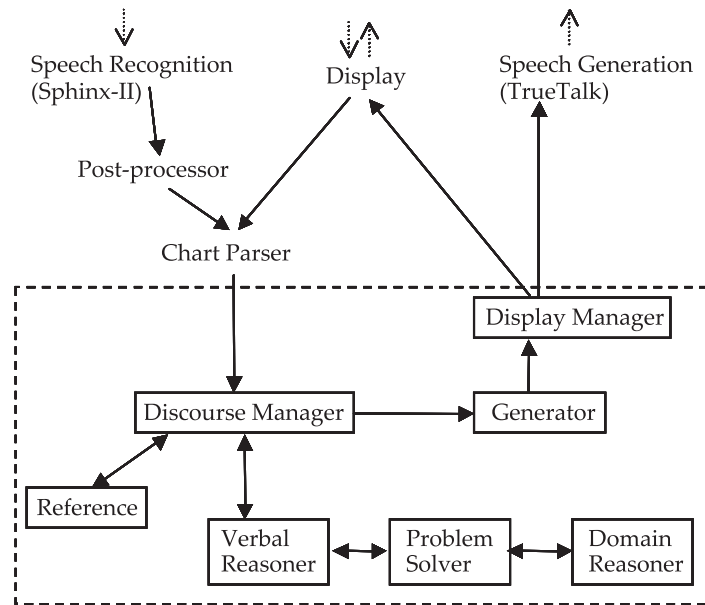 Speech Recognition
(Sphinx-II)
Display
Speech Generation
(TrueTalk)
Post-processor
Chart Parser
Display Manager
Discourse Manager
Generator
Reference
Verbal
Reasoner
Problem
Solver
Domain
Reasoner